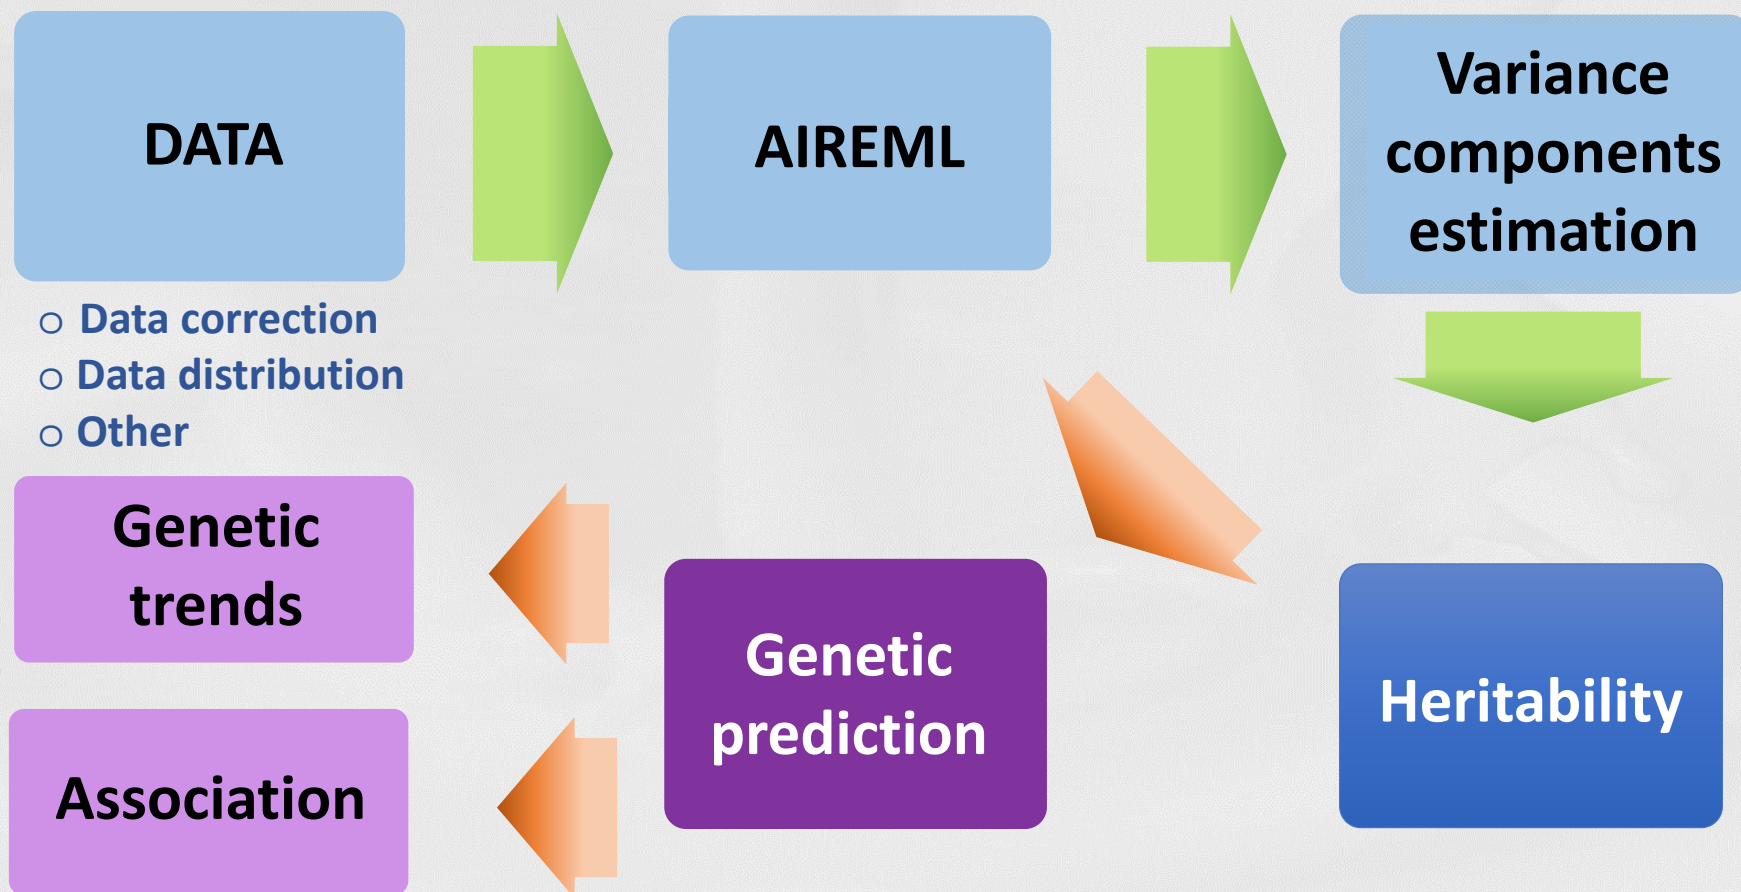 DATA
AIREML
Variance
components
estimation
o Data correction
o Data distribution
o Other
Genetic
trends
Genetic
prediction
Heritability
Association